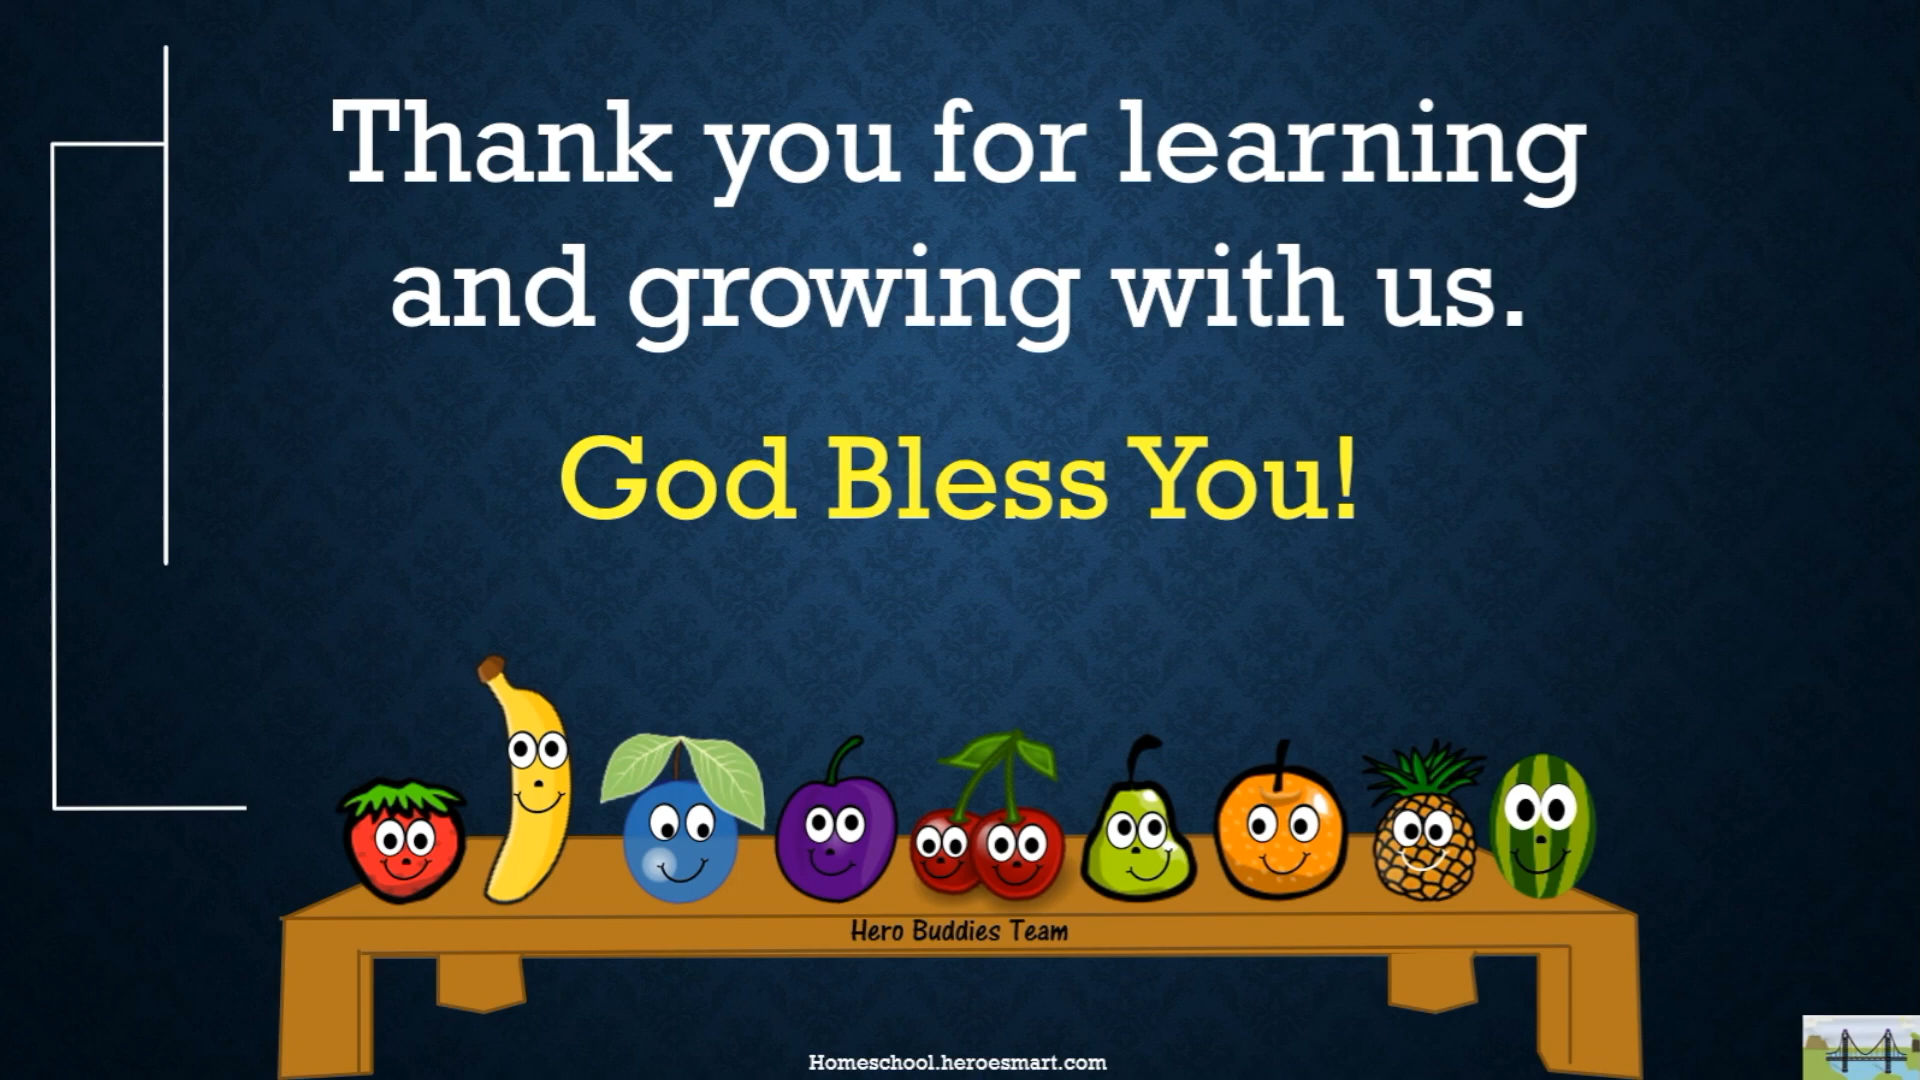 Thank you for learning
and growing with us.
God Bless You!
Hero Buddies Team
Homeschool.heroesmart.com